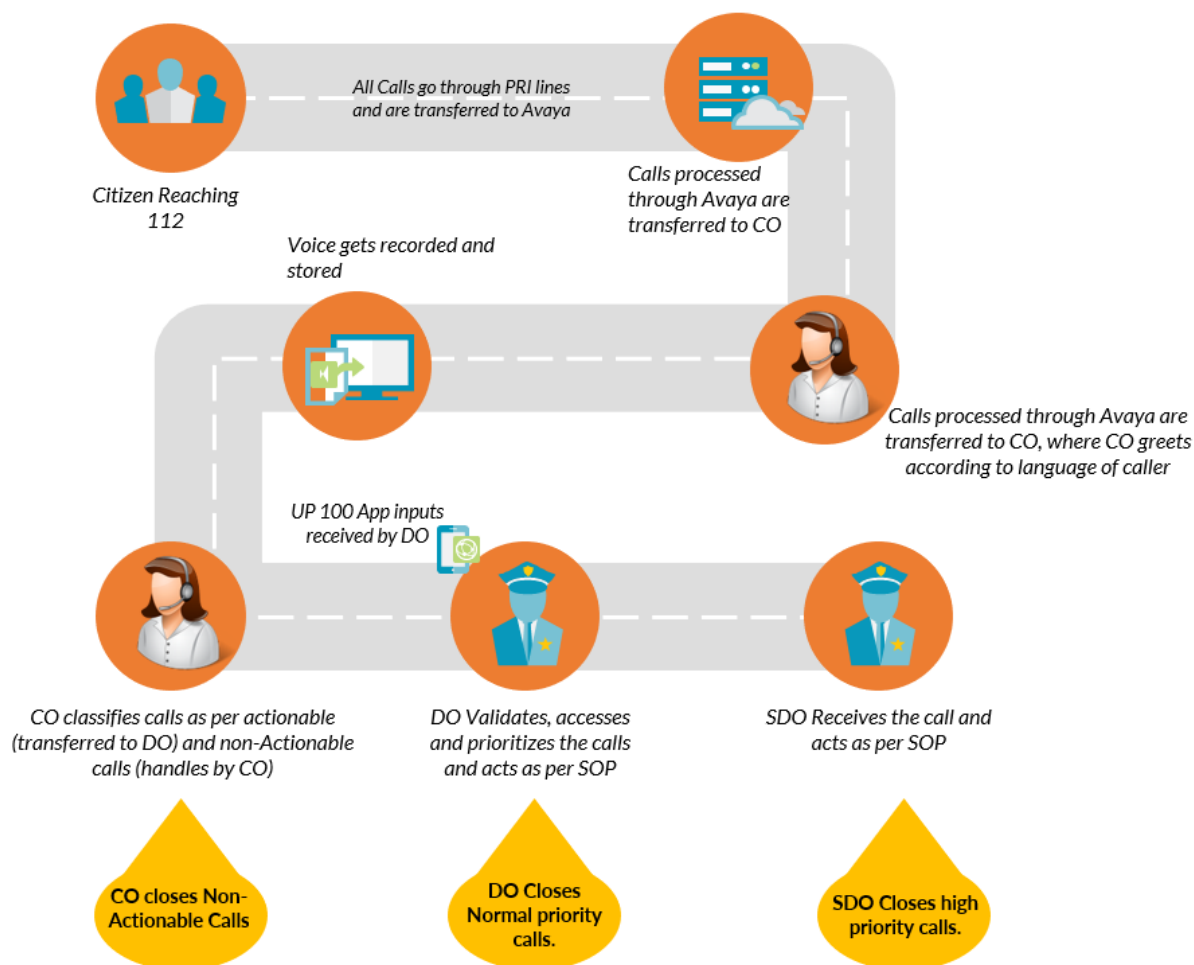 All Calls go through PRI lines
and are transferred to Avaya
Citizen Reaching
112
Calls processed
through Avaya are
transferred to CO
Voice gets recorded and
stored
Calls processed through Avaya are
transferred to CO, where CO greets
according to language of caller
UP 100 App inputs
received by DO
CO classifies calls as per actionable
(transferred to DO) and non-Actionable
calls (handles by CO)
DO Validates, accesses
and prioritizes the calls
and acts as per SOP
SDO Receives the call and
acts as per SOP
CO closes Non-
Actionable Calls
DO Closes
Normal priority
calls.
SDO Closes high
priority calls.